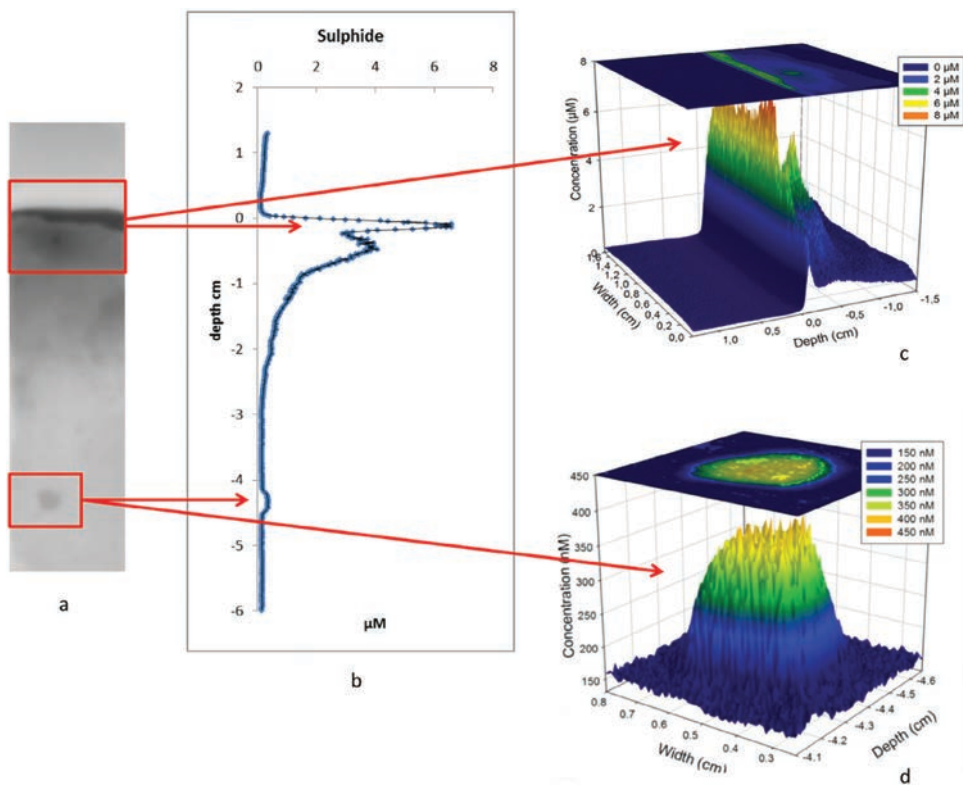 Sulphide
0 2 4 6 8
2
1
0
-1
-2
-3
-4
-5
-6
depth cm
µM
a
b
8
6
4
2
0
Concentration (µM)
1,6
1,4
1,2
1,0
0,8
0,6
0,4
0,2
0,0
Width (cm)
1,0
0,5
0,0
-0,5
-1,0
-1,5
Depth (cm)
0 µM
2 µM
4 µM
6 µM
8 µM
c
450
400
350
300
250
200
150
Concentration (nM)
0.8
0.7
0.6
0.5
0.4
0.3
Width (cm)
-4.1
-4.2
-4.3
-4.4
-4.5
-4.6
Depth (cm)
150 nM
200 nM
250 nM
300 nM
350 nM
400 nM
450 nM
d